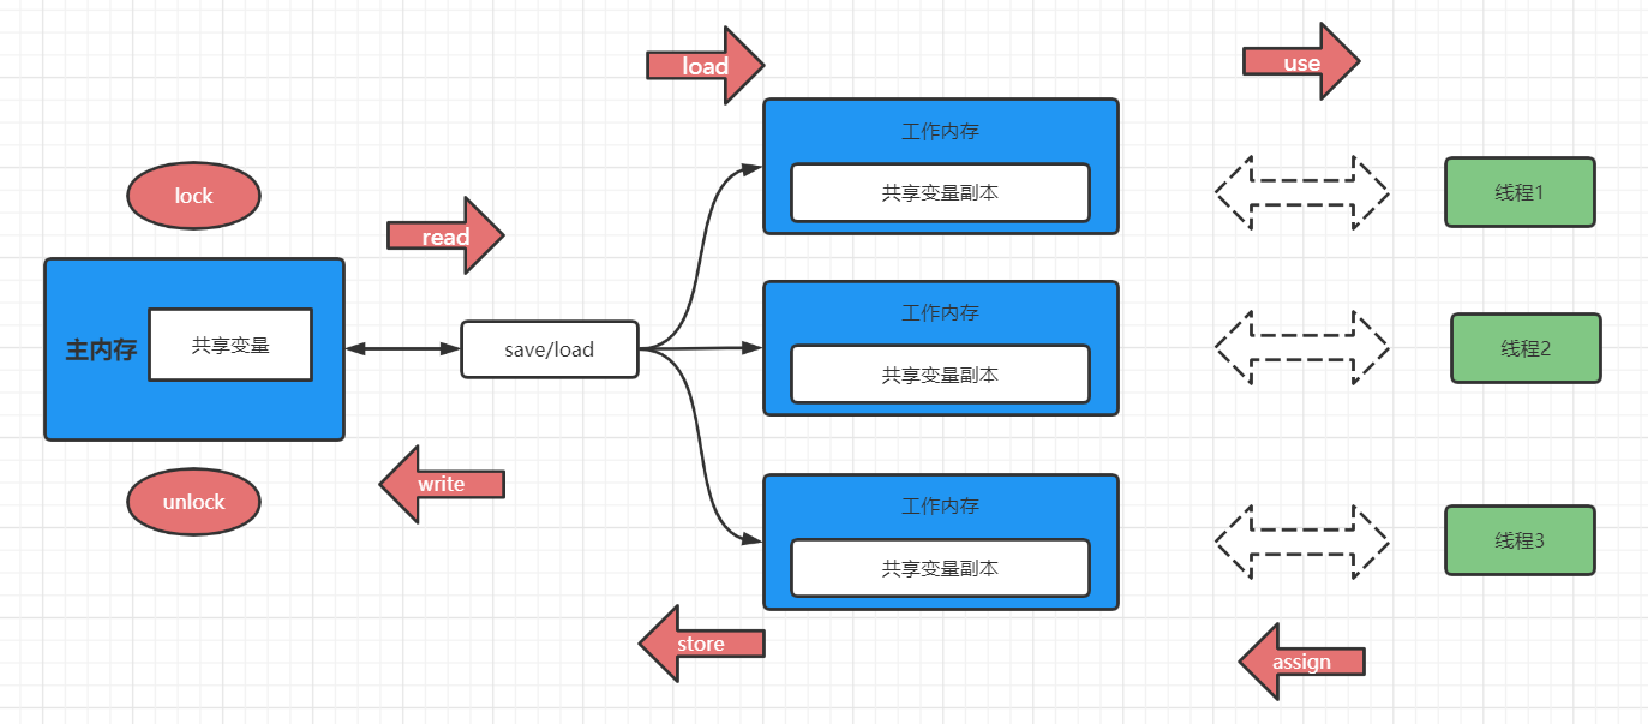 load
use
工作内存
共享变量副本
线程1
lock
read
主内存
共享变量
save/load
工作内存
共享变量副本
线程2
write
unlock
工作内存
共享变量副本
线程3
store
assign